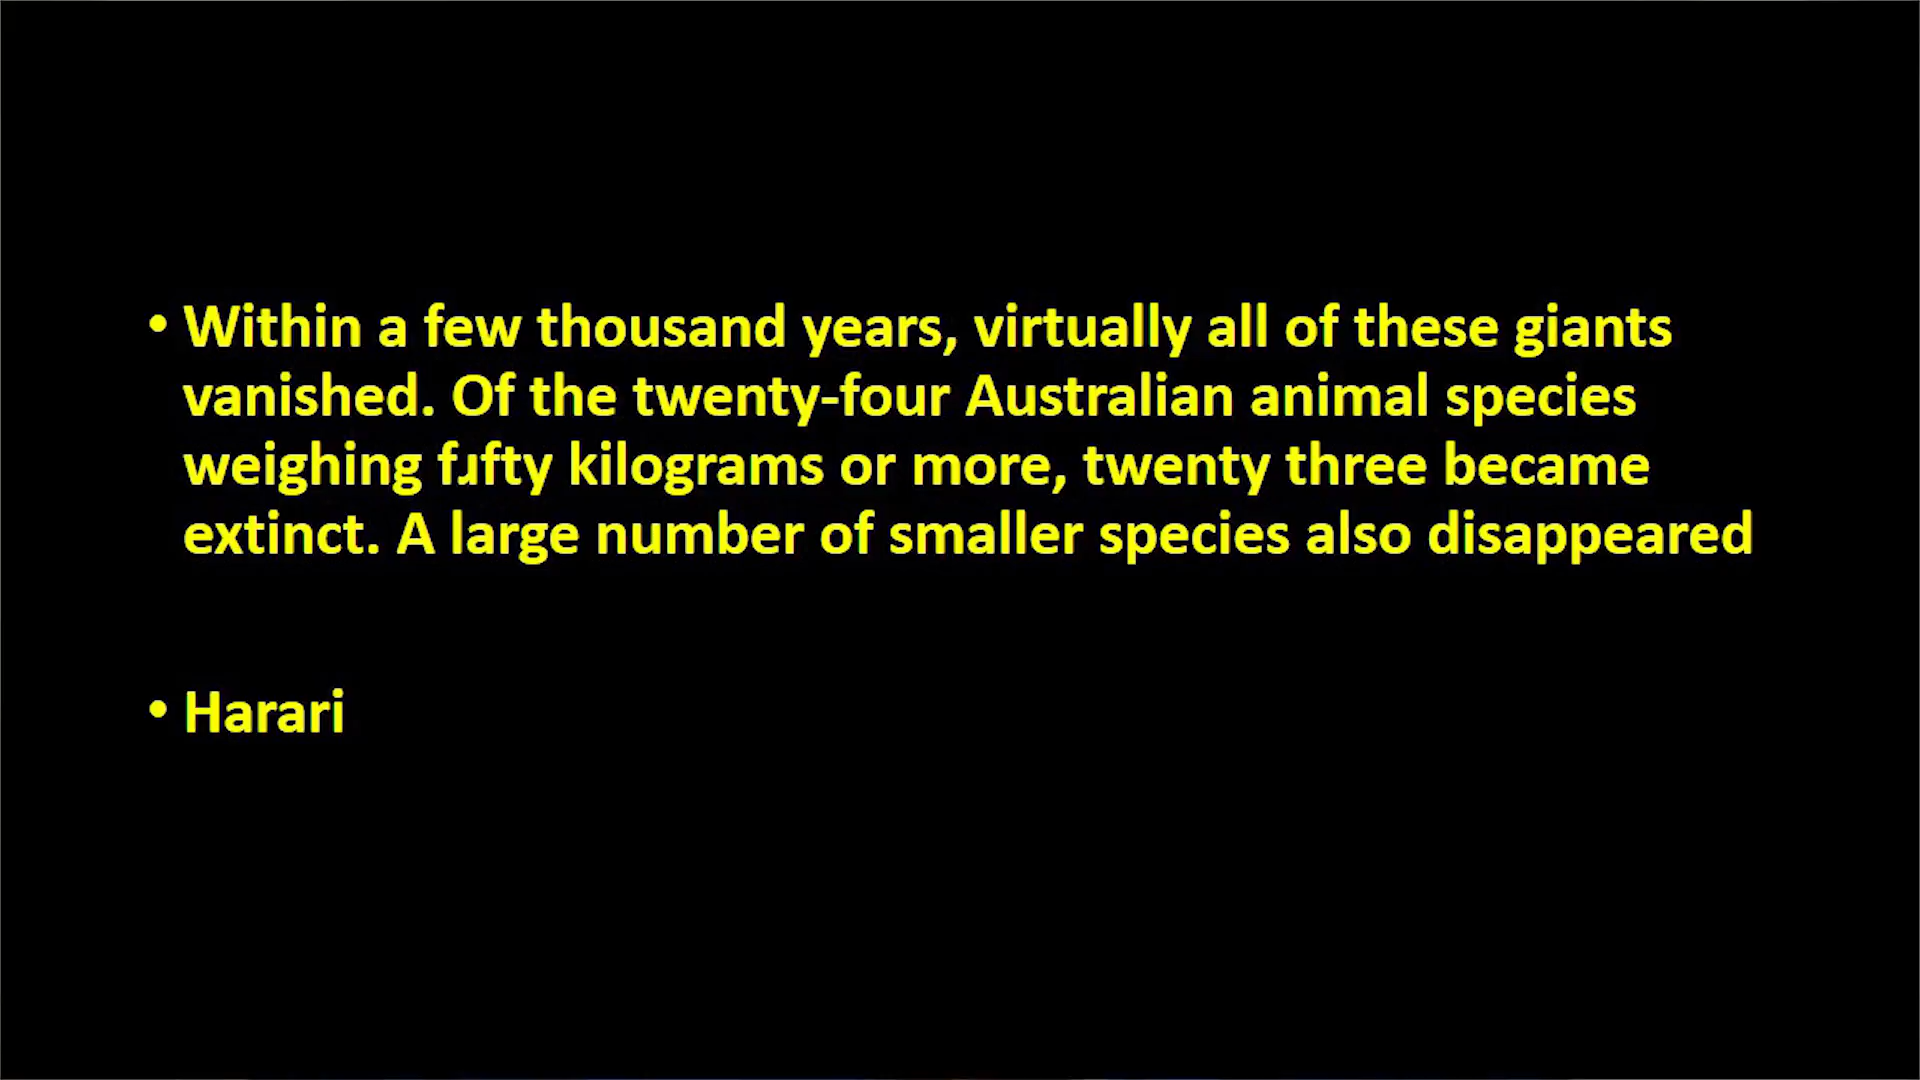 • Within a few thousand years, virtually all of these giants
vanished. Of the twenty-four Australian animal species
weighing fıfty kilograms or more, twenty three became
extinct. A large number of smaller species also disappeared
• Harari